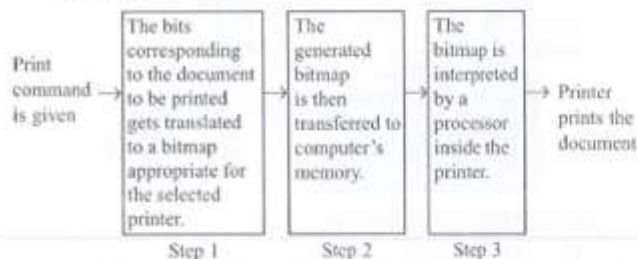 Print
command
is given
The bits
corresponding
to the document
to be printed
gets translated
to a bitmap
appropriate for
the selected
printer.
Step 1
The
generated
bitmap
is then
transferred to
computer's
memory.
Step 2
The
bitmap is
interpreted
by a
processor
inside the
printer.
Step 3
Printer
prints the
document